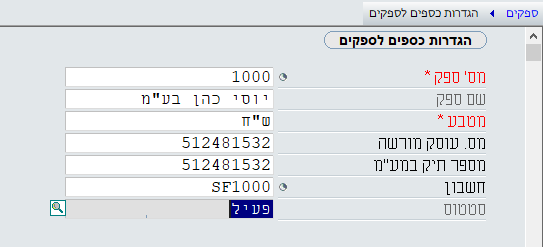 ספקים ◄ הגדרות כספים לספקים
הגדרות כספים לספקים
מס' ספק * 1000
שם ספק יוסי כהן בע"מ
מטבע * ש"ח
מס. עוסק מורשה 512481532
מספר תיק במע"מ 512481532
חשבון SF1000
סטטוס פעיל